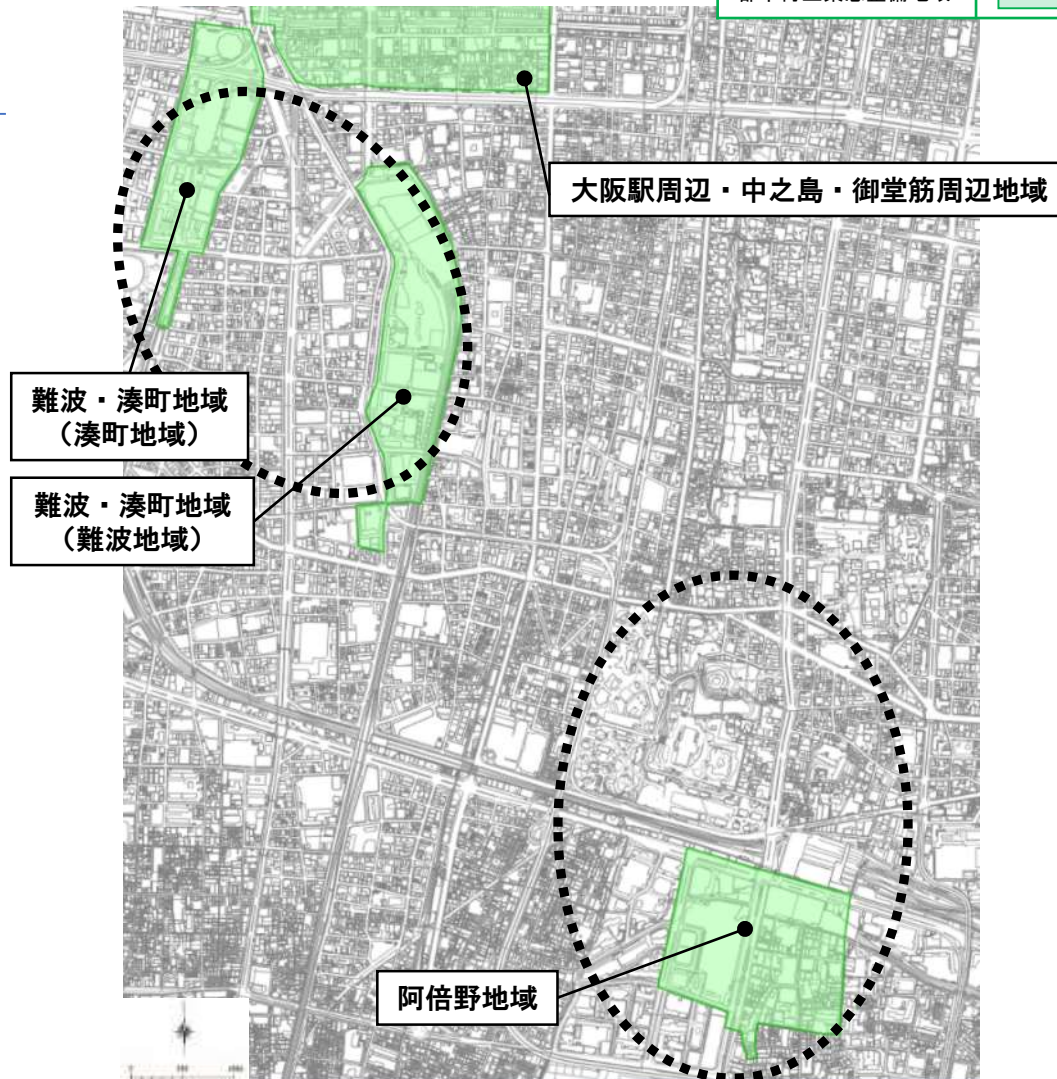 大阪駅周辺・中之島・御堂筋周辺地域
難波・湊町地域
（湊町地域）
難波・湊町地域
（難波地域）
阿倍野地域